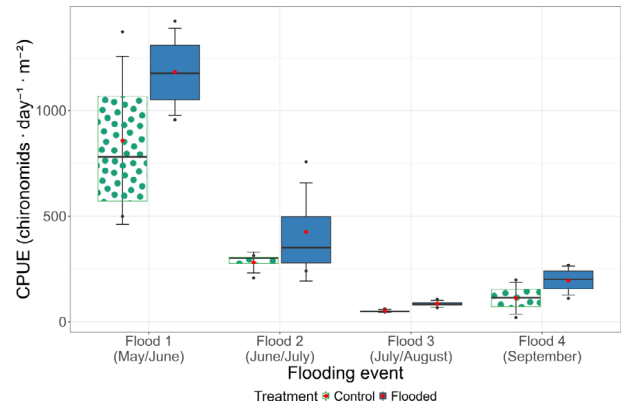 CPUE (chironomids · day⁻¹ · m⁻²)
1000
500
0
Flood 1 Flood 2 Flood 3 Flood 4
(May/June) (June/July) (July/August) (September)
Flooding event
Treatment Control Flooded